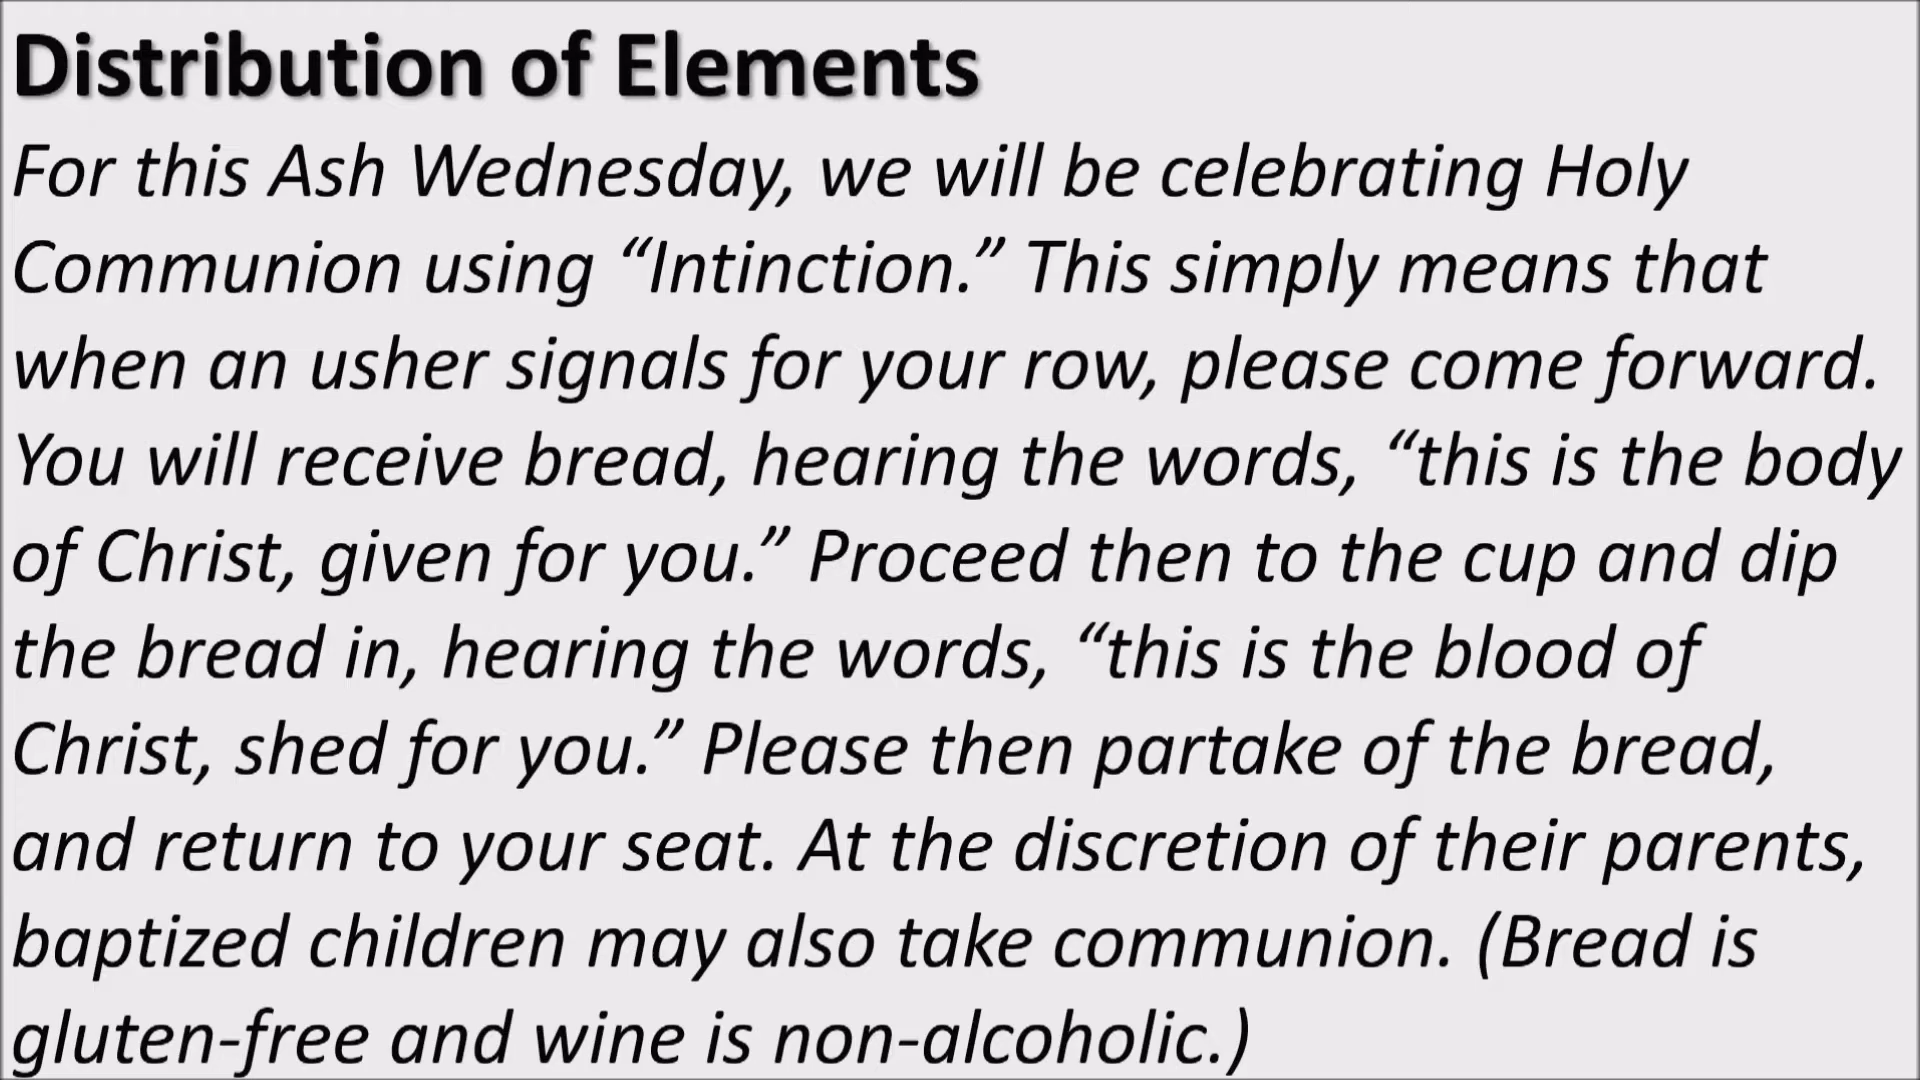 Distribution of Elements
For this Ash Wednesday, we will be celebrating Holy
Communion using “Intinction.” This simply means that
when an usher signals for your row, please come forward.
You will receive bread, hearing the words, “this is the body
of Christ, given for you.” Proceed then to the cup and dip
the bread in, hearing the words, “this is the blood of
Christ, shed for you.” Please then partake of the bread,
and return to your seat. At the discretion of their parents,
baptized children may also take communion. (Bread is
gluten-free and wine is non-alcoholic.)